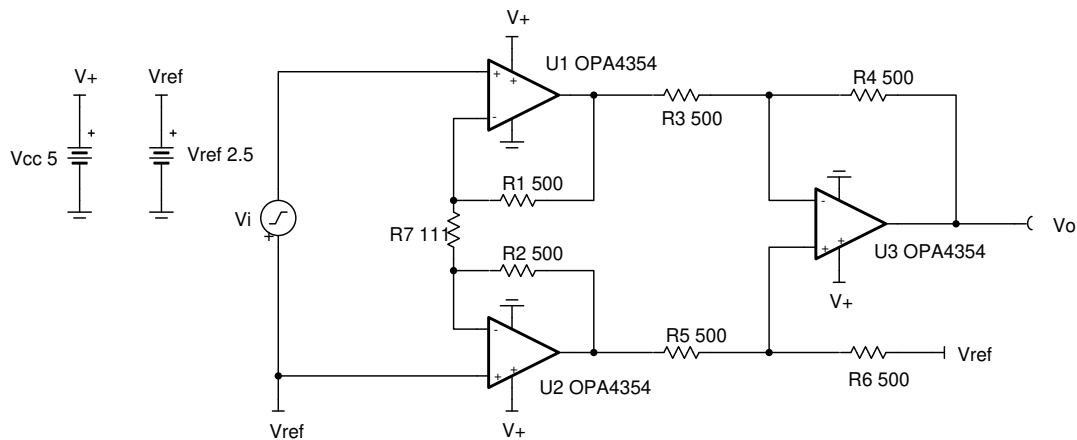 V+
U1 OPA4354
R4 500
V+
Vref
+
+
-
R3 500
Vcc 5
+
Vref 2.5
+
R1 500
Vi
+
R7 111
R2 500
-
+
+
U3 OPA4354
Vo
V+
-
+
+
R5 500
Vref
R6 500
U2 OPA4354
Vref
V+